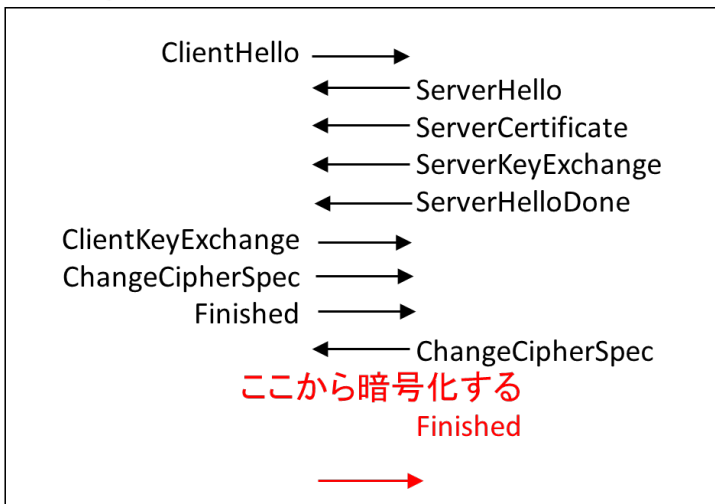 ClientHello
ServerHello
ServerCertificate
ServerKeyExchange
ServerHelloDone
ClientKeyExchange
ChangeCipherSpec
Finished
ChangeCipherSpec
ここから暗号化する
Finished